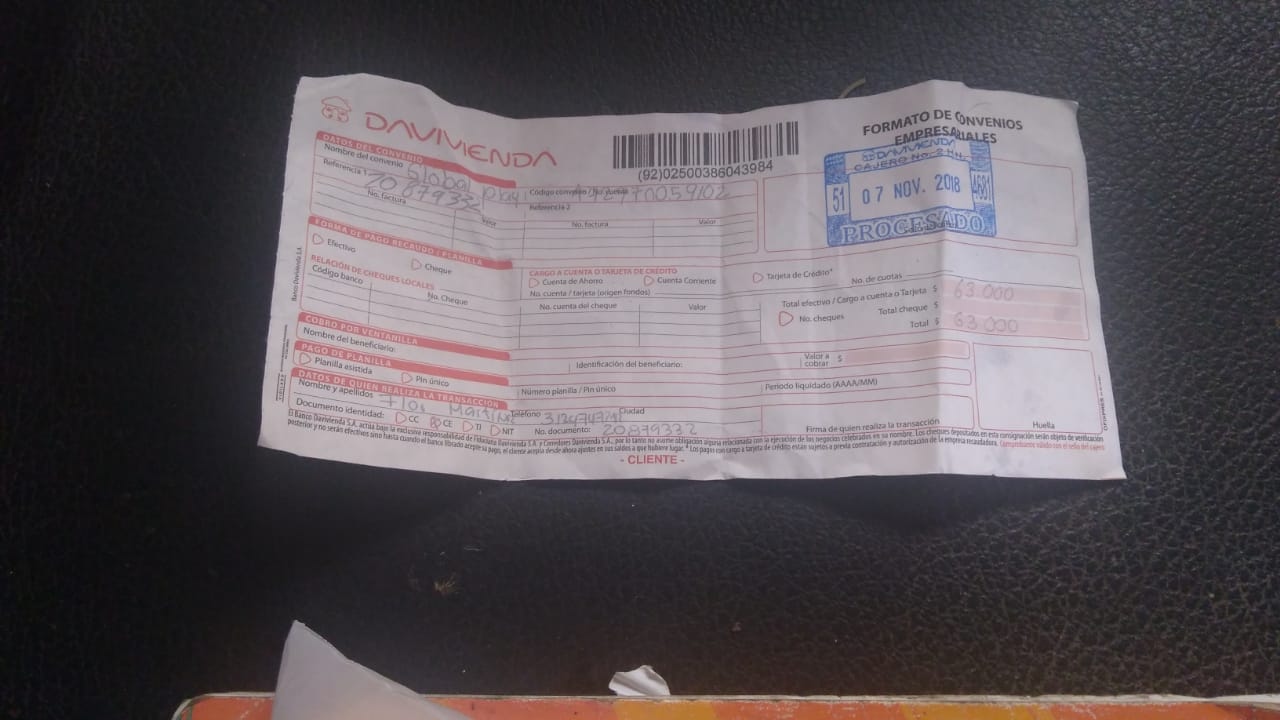 DAVIVIENDA
(92)02500386043984
FORMATO DE CONVENIOS
EMPRESARIALES
DAVIVIENDA
CAJERO No. 2 H.N.
51 07 NOV. 2018 4681
PROCESADO
DATOS DEL CONVENIO
Nombre del convenio Global play
Código convenio / No. cuenta
Referencia 1 20.879332
Referencia 2
No. factura Valor No. factura Valor
FORMA DE PAGO RECAUDO / PLANILLA
Efectivo Cheque
CARGO A CUENTA O TARJETA DE CRÉDITO
Cuenta de Ahorro Cuenta Corriente Tarjeta de Crédito*
No. de cuotas
No. cuenta / tarjeta (origen fondos)
RELACIÓN DE CHEQUES LOCALES
Código banco No. Cheque No. cuenta del cheque Valor
Total efectivo / Cargo a cuenta o Tarjeta $ 63.000
No. cheques Total cheque $
Total $ 63.000
COBRO POR VENTANILLA
Nombre del beneficiario: Identificación del beneficiario: Valor a cobrar $
PAGO DE PLANILLA
Planilla asistida Pin único Número planilla / Pin único Periodo liquidado (AAAA/MM)
DATOS DE QUIEN REALIZA LA TRANSACCIÓN
Nombre y apellidos Teléfono Ciudad
Documento identidad: CC CE TI NIT No. documento: 20.879332
Firma de quien realiza la transacción Huella
El Banco Davivienda S.A. actúa bajo la exclusiva responsabilidad de Fiduciaria Davivienda S.A. y Corredores Davivienda S.A., por lo tanto no asume obligación alguna relacionada con la ejecución de los negocios celebrados en su nombre. Los cheques depositados en esta consignación serán objeto de verificación
posterior y no serán efectivos sino hasta cuando el banco librado acepte su pago, el cliente acepta desde ahora ajustes en sus saldos a que hubiere lugar. * Los pagos con cargo a tarjeta de crédito están sujetos a previa contratación y autorización de la empresa recaudadora. Comprobante válido con el sello del cajero
- CLIENTE -
Banco Davivienda S.A